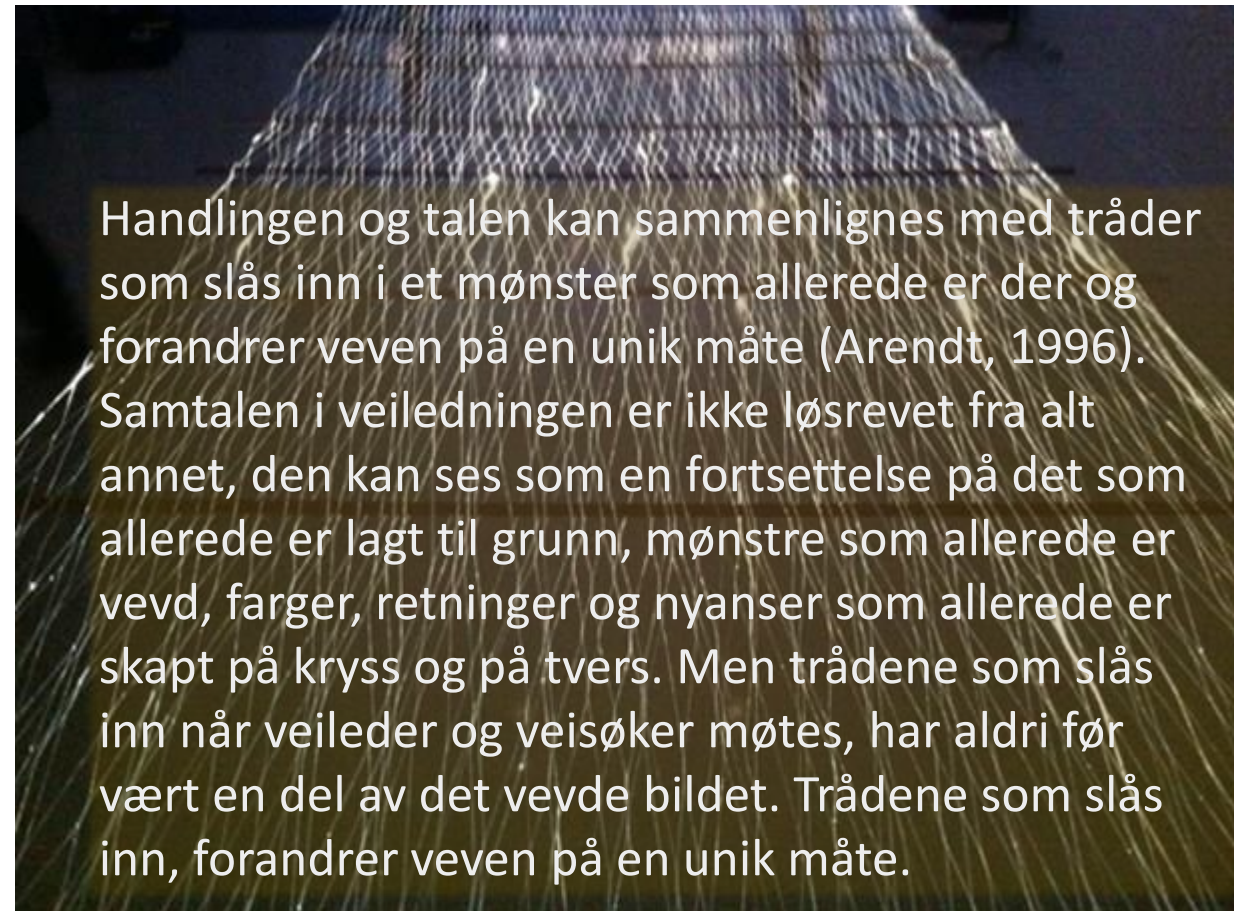 Handlingen og talen kan sammenlignes med tråder
som slås inn i et mønster som allerede er der og
forandrer veven på en unik måte (Arendt, 1996).
Samtalen i veiledningen er ikke løsrevet fra alt
annet, den kan ses som en fortsettelse på det som
allerede er lagt til grunn, mønstre som allerede er
vevd, farger, retninger og nyanser som allerede er
skapt på kryss og på tvers. Men trådene som slås
inn når veileder og veisøker møtes, har aldri før
vært en del av det vevde bildet. Trådene som slås
inn, forandrer veven på en unik måte.